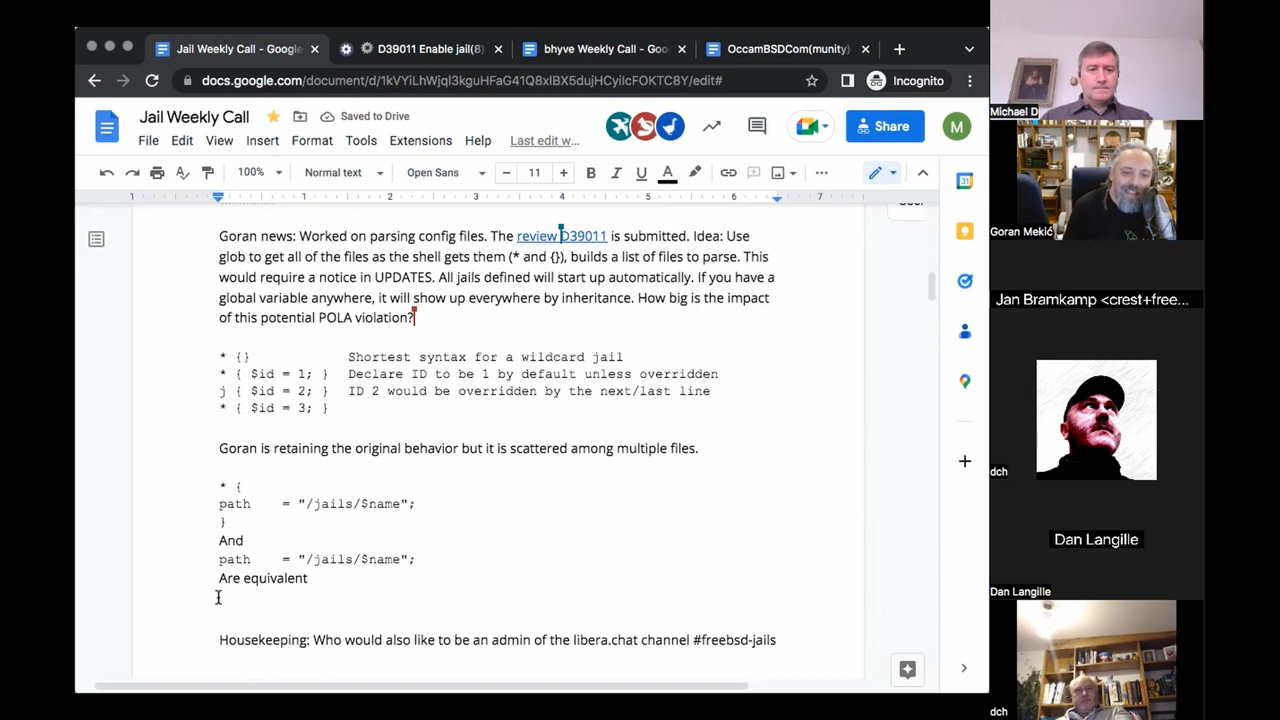 Jail Weekly Call - Google
D39011 Enable jail(8)
bhyve Weekly Call - Goo
OccamBSDCom(munity)
Incognito
Jail Weekly Call
Saved to Drive
File Edit View Insert Format Tools Extensions Help Last edit w…
Share
M
100% Normal text Open Sans 11 B I U A
1 1 2 3 4 5 6 7
Goran news: Worked on parsing config files. The review D39011 is submitted. Idea: Use
glob to get all of the files as the shell gets them (* and {}), builds a list of files to parse. This
would require a notice in UPDATES. All jails defined will start up automatically. If you have a
global variable anywhere, it will show up everywhere by inheritance. How big is the impact
of this potential POLA violation?
* {} Shortest syntax for a wildcard jail
* { $id = 1; } Declare ID to be 1 by default unless overridden
j { $id = 2; } ID 2 would be overridden by the next/last line
* { $id = 3; }
Goran is retaining the original behavior but it is scattered among multiple files.
* {
path = "/jails/$name";
}
And
path = "/jails/$name";
Are equivalent
Housekeeping: Who would also like to be an admin of the libera.chat channel #freebsd-jails
Michael D
Goran Mekić
Jan Bramkamp <crest+free...
dch
Dan Langille
Dan Langille
dch